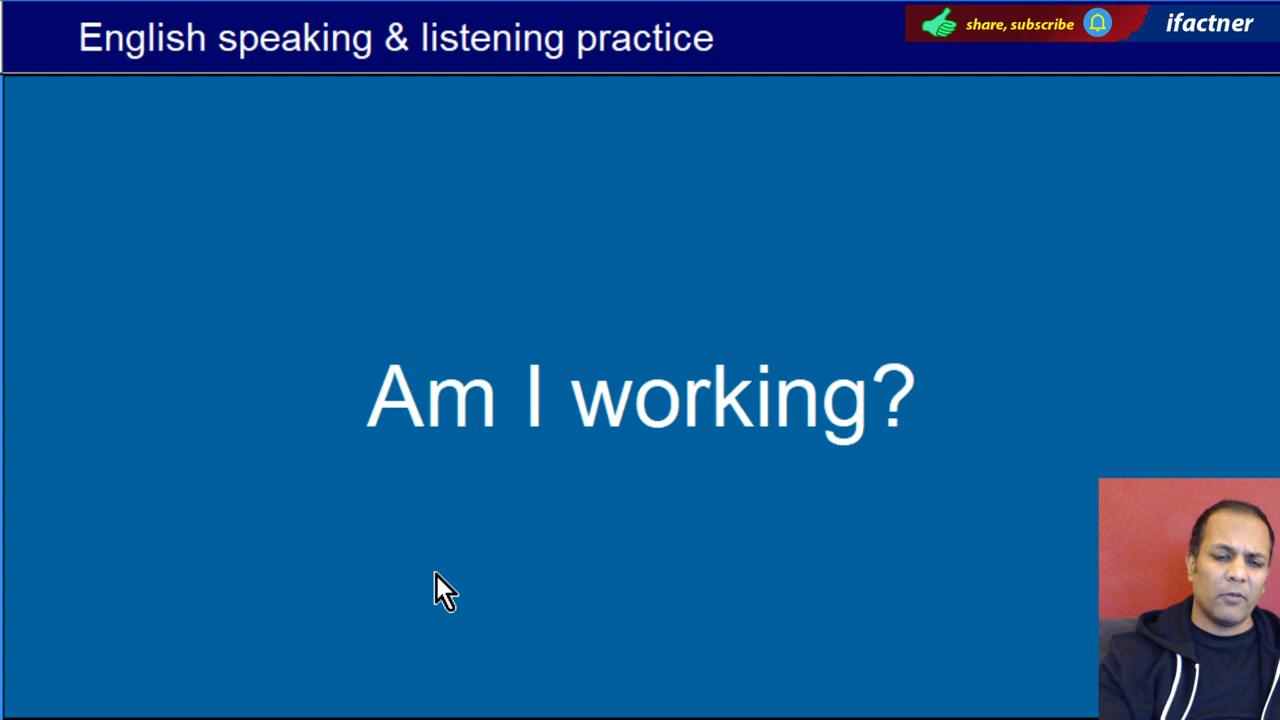 English speaking & listening practice
share, subscribe
ifactner
Am I working?